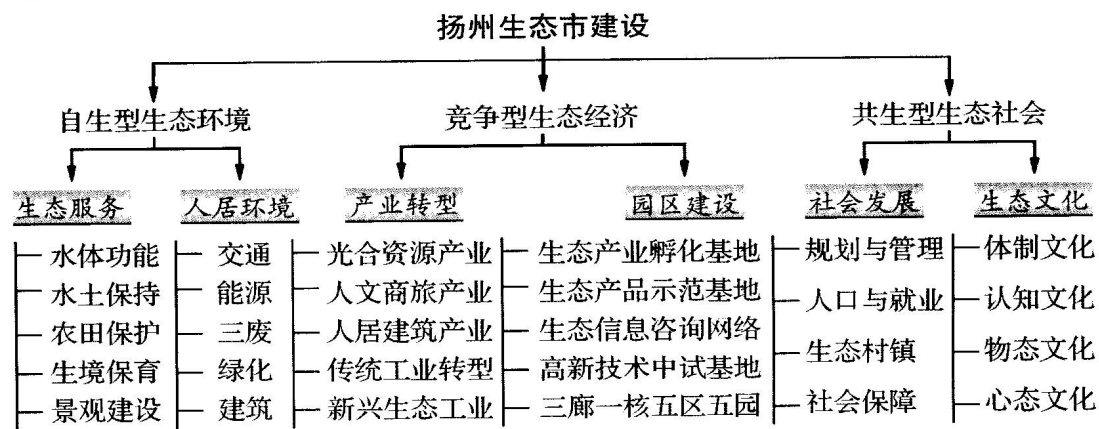 扬州生态市建设
自生型生态环境 竞争型生态经济 共生型生态社会
生态服务 人居环境 产业转型 园区建设 社会发展 生态文化
水体功能 交通 光合资源产业 生态产业孵化基地 规划与管理 体制文化
水土保持 能源 人文商旅产业 生态产品示范基地 人口与就业 认知文化
农田保护 三废 人居建筑产业 生态信息咨询网络 生态村镇 物态文化
生境保育 绿化 传统工业转型 高新技术中试基地 社会保障 心态文化
景观建设 建筑 新兴生态工业 三廊一核五区五园